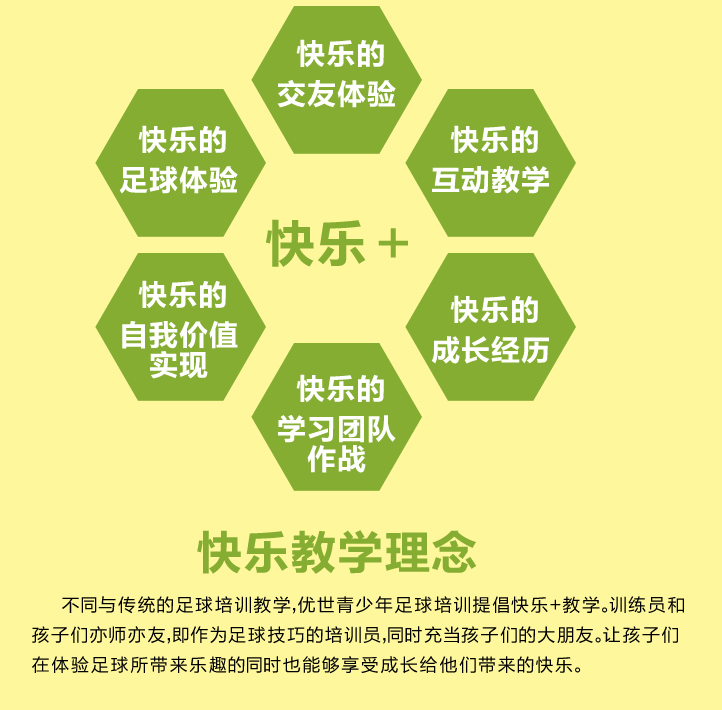 快乐的
交友体验
快乐的
足球体验
快乐的
互动教学
快乐+
快乐的
自我价值
实现
快乐的
成长经历
快乐的
学习团队
作战
快乐教学理念
不同与传统的足球培训教学,优世青少年足球培训提倡快乐+教学。训练员和
孩子们亦师亦友,即作为足球技巧的培训员,同时充当孩子们的大朋友。让孩子们
在体验足球所带来乐趣的同时也能够享受成长给他们带来的快乐。